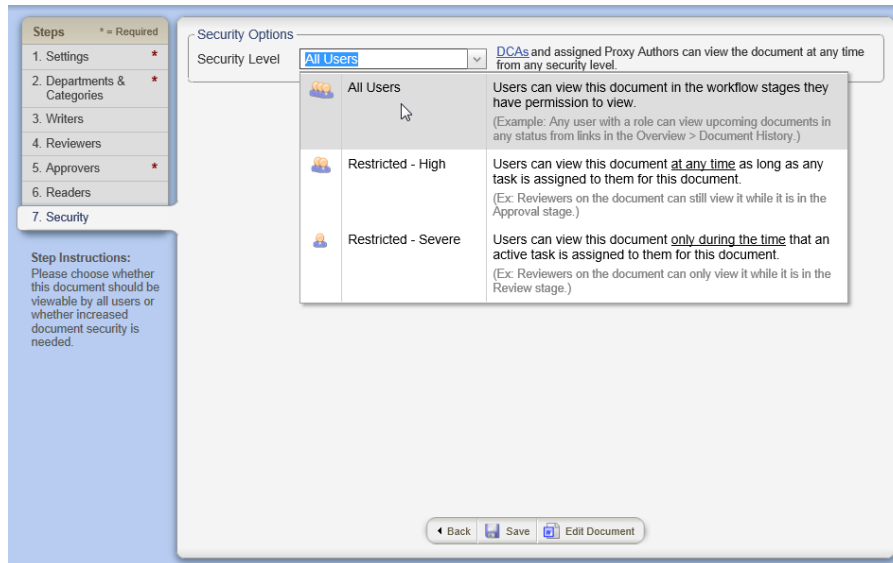 Steps * = Required
1. Settings *
2. Departments & *
Categories
3. Writers
4. Reviewers
5. Approvers *
6. Readers
7. Security
Step Instructions:
Please choose whether
this document should be
viewable by all users or
whether increased
document security is
needed.
Security Options
Security Level All Users
DCAs and assigned Proxy Authors can view the document at any time
from any security level.
All Users
Users can view this document in the workflow stages they
have permission to view.
(Example: Any user with a role can view upcoming documents in
any status from links in the Overview > Document History.)
Restricted - High
Users can view this document at any time as long as any
task is assigned to them for this document.
(Ex: Reviewers on the document can still view it while it is in the
Approval stage.)
Restricted - Severe
Users can view this document only during the time that an
active task is assigned to them for this document.
(Ex: Reviewers on the document can only view it while it is in the
Review stage.)
Back Save Edit Document